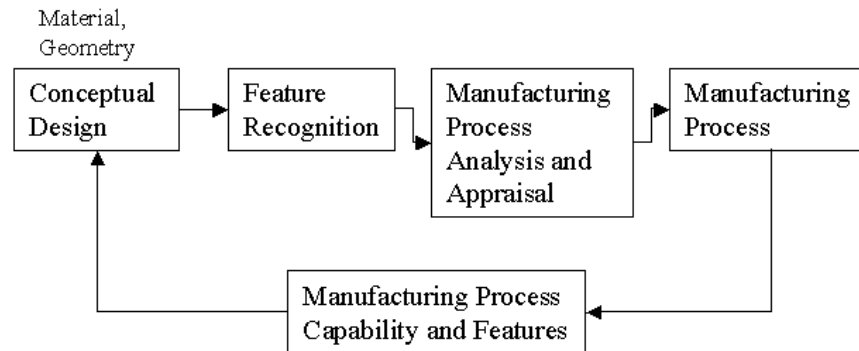 Material,
Geometry
Conceptual
Design
Feature
Recognition
Manufacturing
Process
Analysis and
Appraisal
Manufacturing
Process
Manufacturing Process
Capability and Features